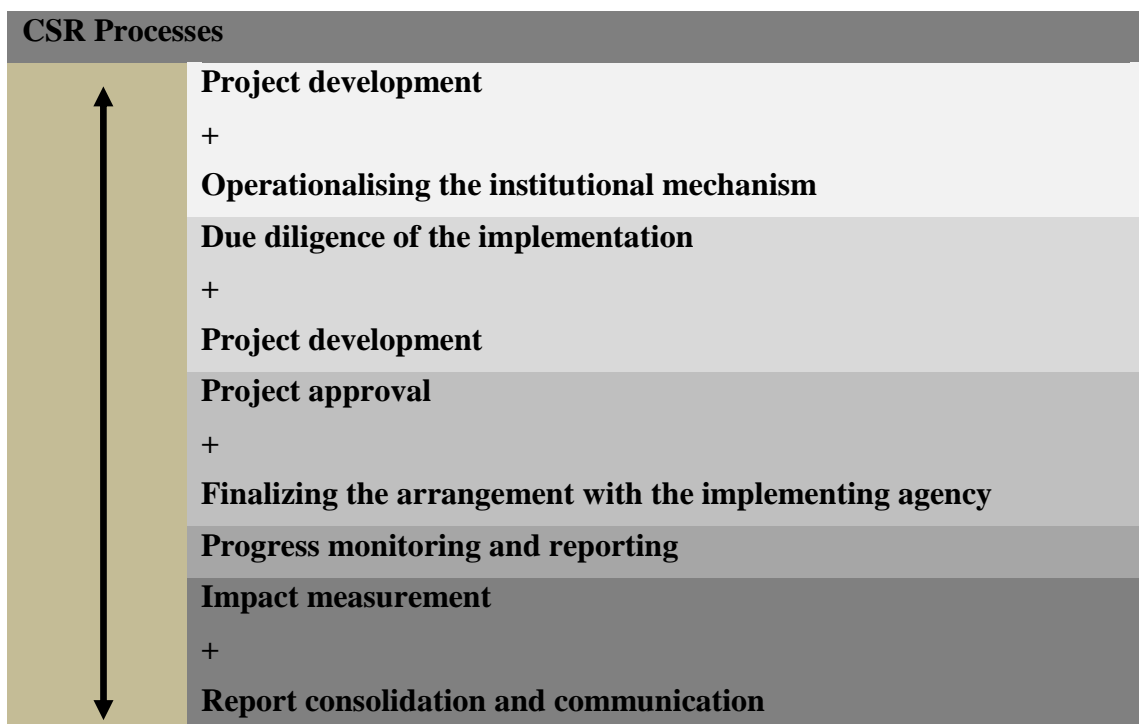 CSR Processes
Project development
+
Operationalising the institutional mechanism
Due diligence of the implementation
+
Project development
Project approval
+
Finalizing the arrangement with the implementing agency
Progress monitoring and reporting
Impact measurement
+
Report consolidation and communication